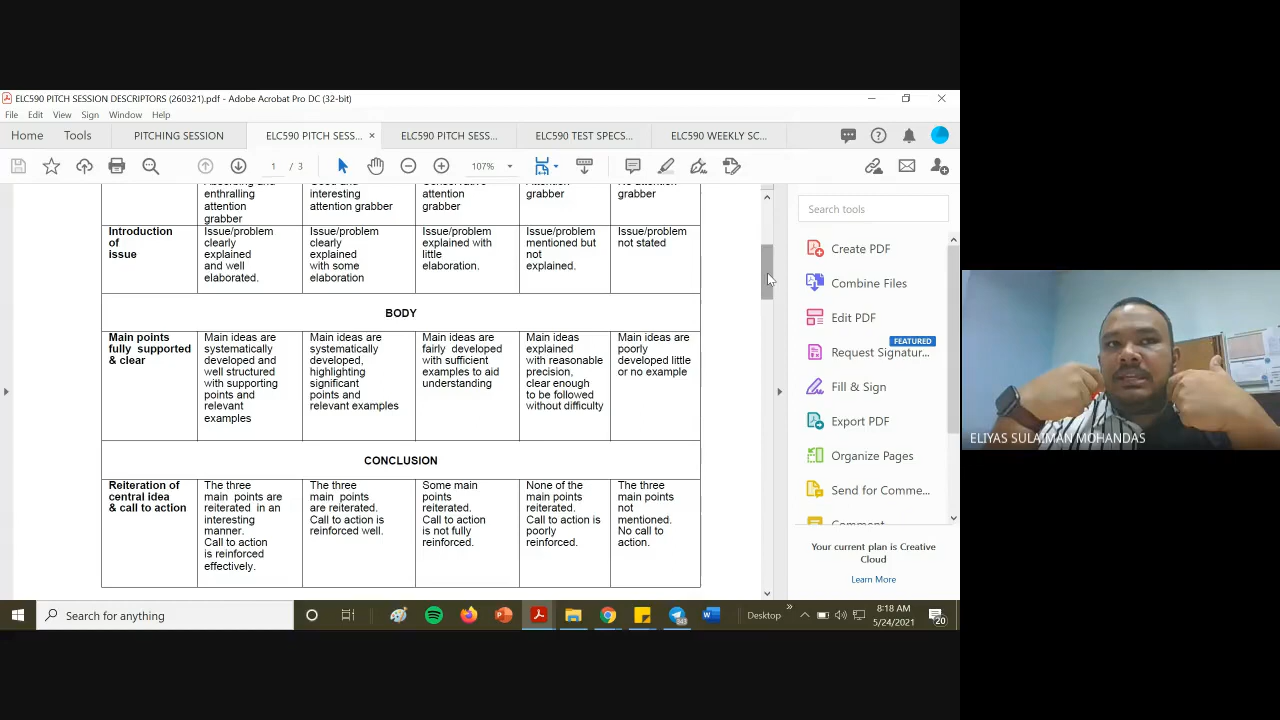 ELC590 PITCH SESSION DESCRIPTORS (260321).pdf - Adobe Acrobat Pro DC (32-bit)
File Edit View Sign Window Help
Home Tools PITCHING SESSION ELC590 PITCH SESS... × ELC590 PITCH SESS... ELC590 TEST SPECS... ELC590 WEEKLY SC...
1 / 3 107%
enthralling interesting attention grabber grabber
attention attention grabber grabber
grabber
Introduction Issue/problem Issue/problem Issue/problem Issue/problem Issue/problem
of clearly clearly explained with mentioned but not stated
issue explained explained little not
and well with some elaboration. explained.
elaborated. elaboration
BODY
Main points Main ideas are Main ideas are Main ideas are Main ideas Main ideas are
fully supported systematically systematically fairly developed explained poorly
& clear developed and developed, with sufficient with reasonable developed little
well structured highlighting examples to aid precision, or no example
with supporting significant understanding clear enough
points and points and to be followed
relevant relevant examples without difficulty
examples
CONCLUSION
Reiteration of The three The three Some main None of the The three
central idea main points are main points points main points main points
& call to action reiterated in an are reiterated. reiterated. reiterated. not
interesting Call to action is Call to action Call to action is mentioned.
manner. reinforced well. is not fully poorly No call to
Call to action reinforced. reinforced. action.
is reinforced
effectively.
Search tools
Create PDF
Combine Files
Edit PDF
FEATURED
Request Signatur...
Fill & Sign
Export PDF
Organize Pages
Send for Comme...
Comment
Your current plan is Creative
Cloud
Learn More
ELIYAS SULAIMAN MOHANDAS
Search for anything
Desktop
8:18 AM
5/24/2021
20